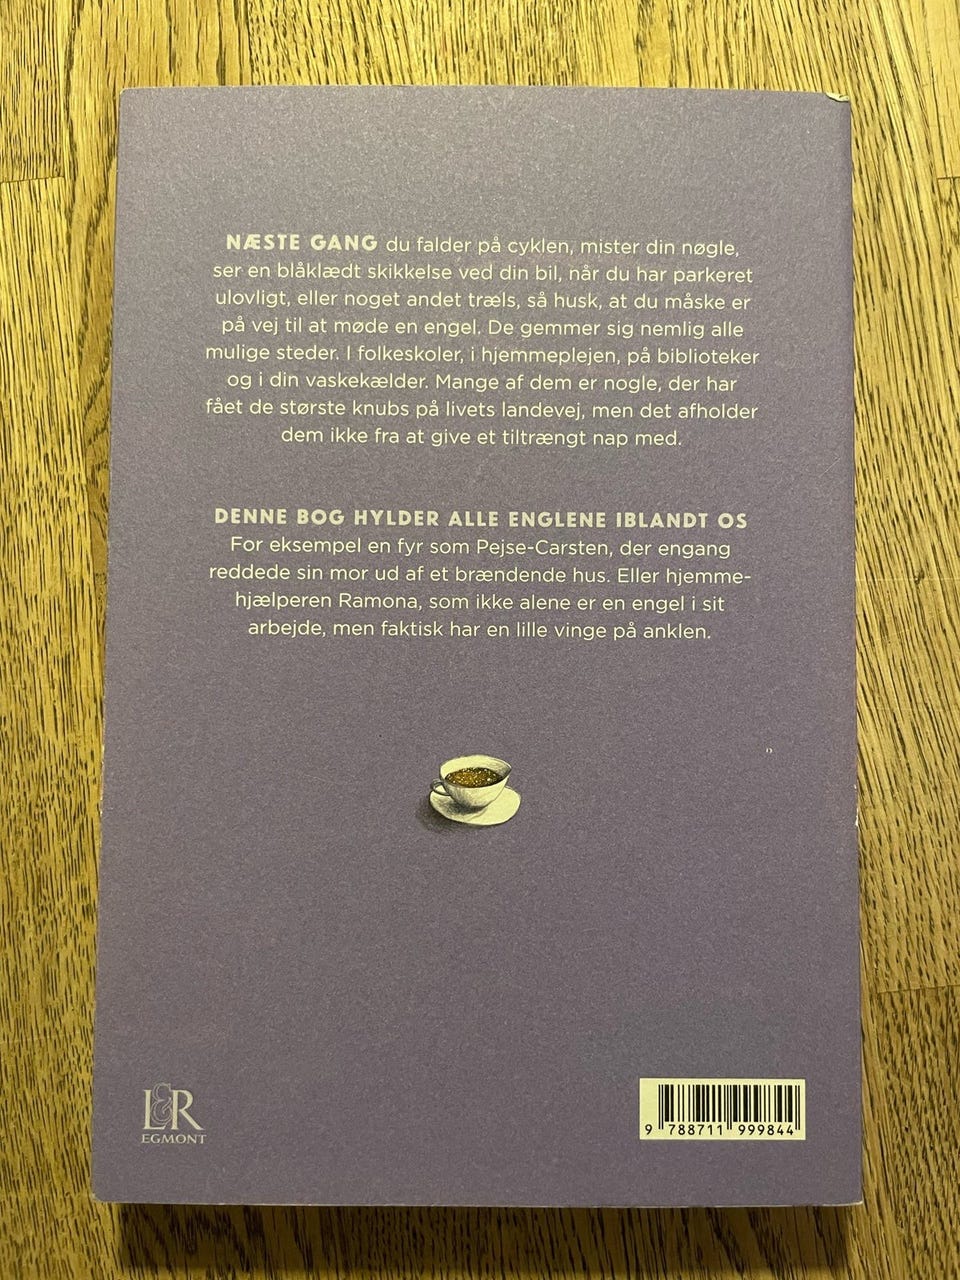 NÆSTE GANG du falder på cyklen, mister din nøgle,
ser en blåklædt skikkelse ved din bil, når du har parkeret
ulovligt, eller noget andet træls, så husk, at du måske er
på vej til at møde en engel. De gemmer sig nemlig alle
mulige steder. I folkeskoler, i hjemmeplejen, på biblioteker
og i din vaskekælder. Mange af dem er nogle, der har
fået de største knubs på livets landevej, men det afholder
dem ikke fra at give et tiltrængt nap med.
DENNE BOG HYLDER ALLE ENGLENE IBLANDT OS
For eksempel en fyr som Pejse-Carsten, der engang
reddede sin mor ud af et brændende hus. Eller hjemme-
hjælperen Ramona, som ikke alene er en engel i sit
arbejde, men faktisk har en lille vinge på anklen.
L&R
EGMONT
9 788711 999844